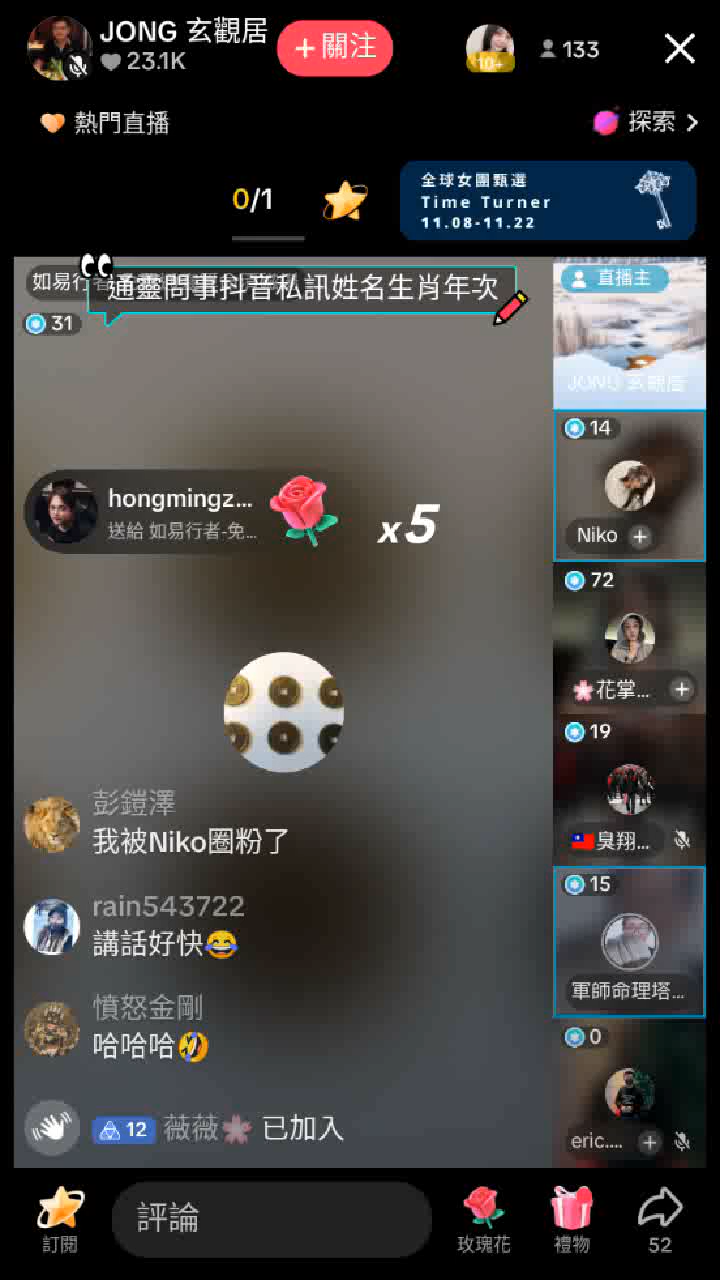 JONG 玄觀居
23.1K
+ 關注
10+
133
熱門直播
探索
0/1
全球女團甄選
Time Turner
11.08-11.22
如易行者
通靈問事抖音私訊姓名生肖年次
31
直播主
JONG 玄觀居
14
Niko +
hongmingz...
送給 如易行者-免...
x5
72
🌸花掌... +
19
🇹🇼臭翔...
彭鎧澤
我被Niko圈粉了
15
軍師命理塔...
rain543722
講話好快😂
憤怒金剛
哈哈哈🤣
0
eric.... +
12 薇薇🌸 已加入
訂閱
評論
玫瑰花
禮物
52